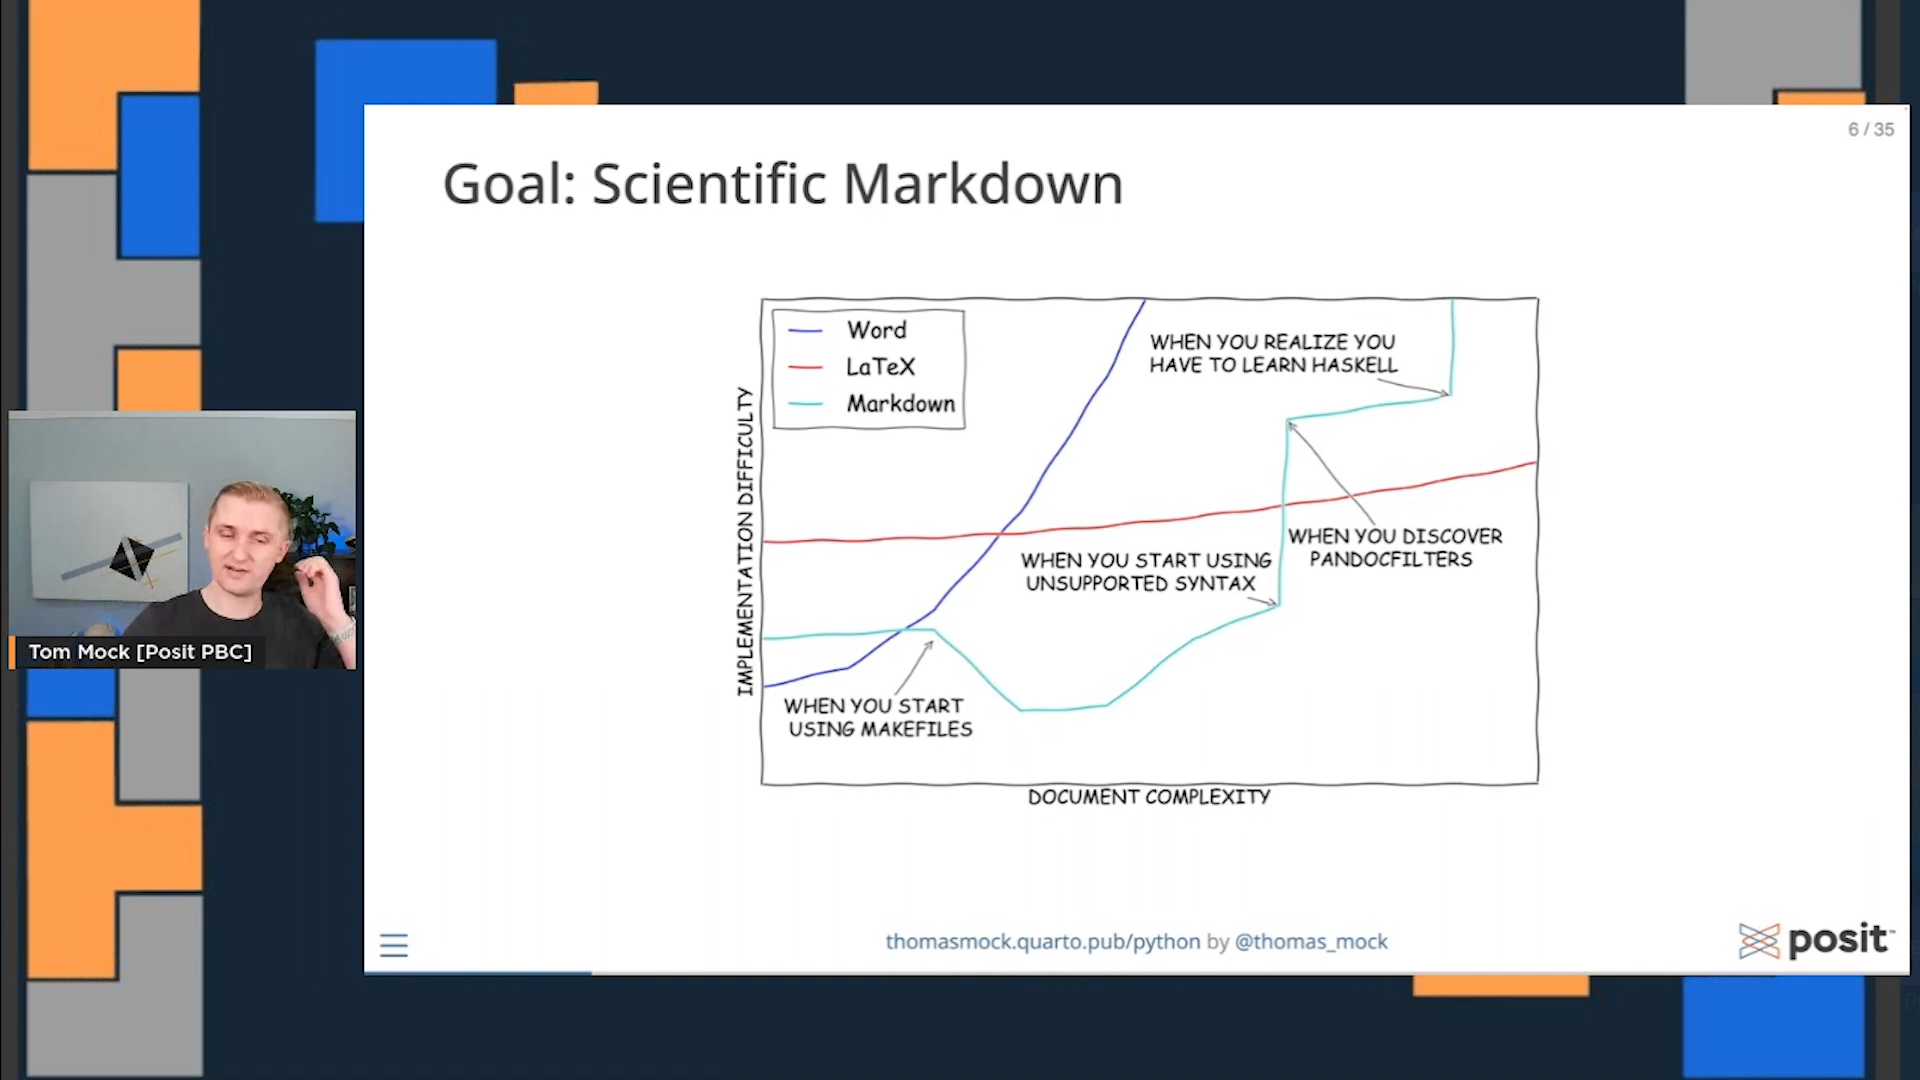 6 / 35
Goal: Scientific Markdown
Word
LaTeX
Markdown
WHEN YOU REALIZE YOU
HAVE TO LEARN HASKELL
IMPLEMENTATION DIFFICULTY
WHEN YOU DISCOVER
PANDOCFILTERS
WHEN YOU START USING
UNSUPPORTED SYNTAX
WHEN YOU START
USING MAKEFILES
DOCUMENT COMPLEXITY
Tom Mock [Posit PBC]
thomasmock.quarto.pub/python by @thomas_mock
posit™